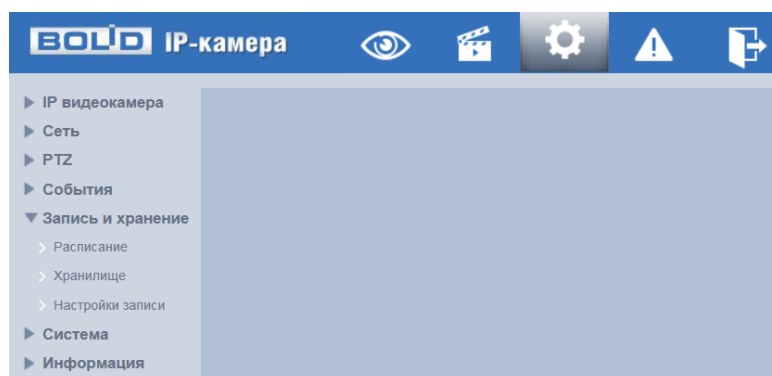 BOLID IP-камера
IP видеокамера
Сеть
PTZ
События
Запись и хранение
Расписание
Хранилище
Настройки записи
Система
Информация